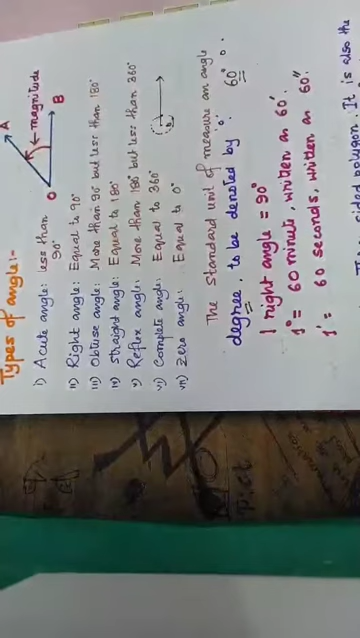 Types of angle:-
A
magnitude
O
B
i) Acute angle: less than
90°
ii) Right angle: Equal to 90°
iii) Obtuse angle: More than 90° but less than 180°
iv) straight angle: Equal to 180°
v) Reflex angle: More than 180° but less than 360°
vi) Complete angle: Equal to 360°
vii) Zero angle: Equal to 0°
The standard unit of measure an angle
degree, to be denoted by '°'. 60°
1 right angle = 90°
1° = 60 minute, written as 60'
1' = 60 seconds, written as 60"
sided polygon. It is also the
Pict